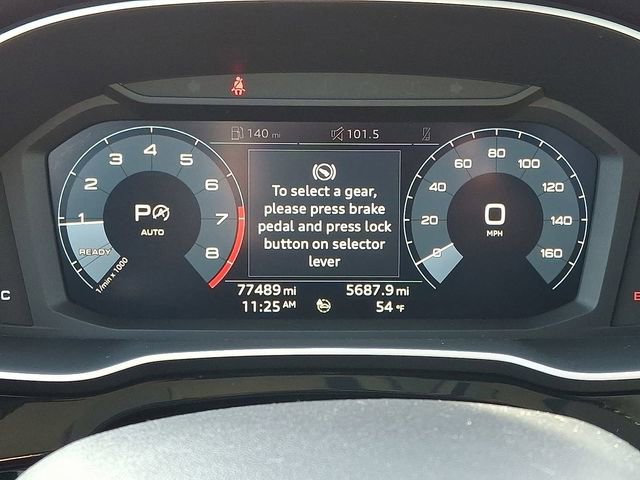 140 mi 101.5
1 2 3 4 5 6 7 8
READY
1/min x 1000
P
AUTO
To select a gear,
please press brake
pedal and press lock
button on selector
lever
0 20 40 60 80 100 120 140 160
0
MPH
77489 mi 5687.9 mi
11:25 AM 54 °F
C
E